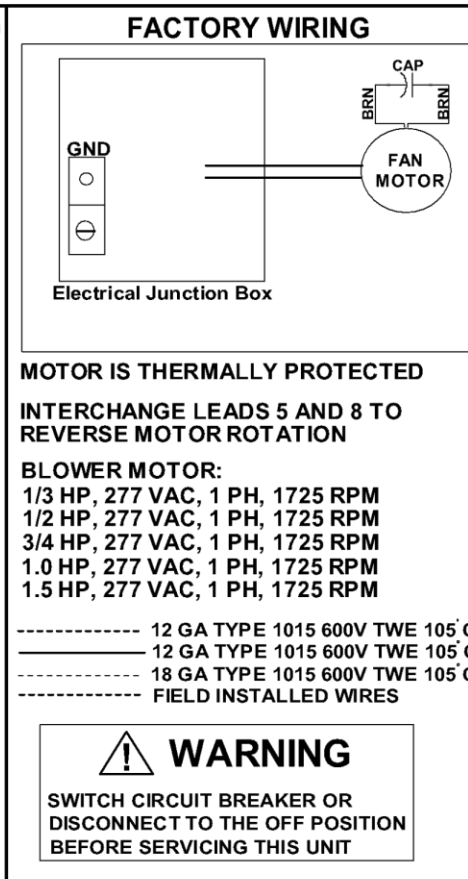 FACTORY WIRING
CAP
BRN
BRN
FAN
MOTOR
GND
Electrical Junction Box
MOTOR IS THERMALLY PROTECTED
INTERCHANGE LEADS 5 AND 8 TO
REVERSE MOTOR ROTATION
BLOWER MOTOR:
1/3 HP, 277 VAC, 1 PH, 1725 RPM
1/2 HP, 277 VAC, 1 PH, 1725 RPM
3/4 HP, 277 VAC, 1 PH, 1725 RPM
1.0 HP, 277 VAC, 1 PH, 1725 RPM
1.5 HP, 277 VAC, 1 PH, 1725 RPM
12 GA TYPE 1015 600V TWE 105°C
12 GA TYPE 1015 600V TWE 105°C
18 GA TYPE 1015 600V TWE 105°C
FIELD INSTALLED WIRES
! WARNING
SWITCH CIRCUIT BREAKER OR
DISCONNECT TO THE OFF POSITION
BEFORE SERVICING THIS UNIT